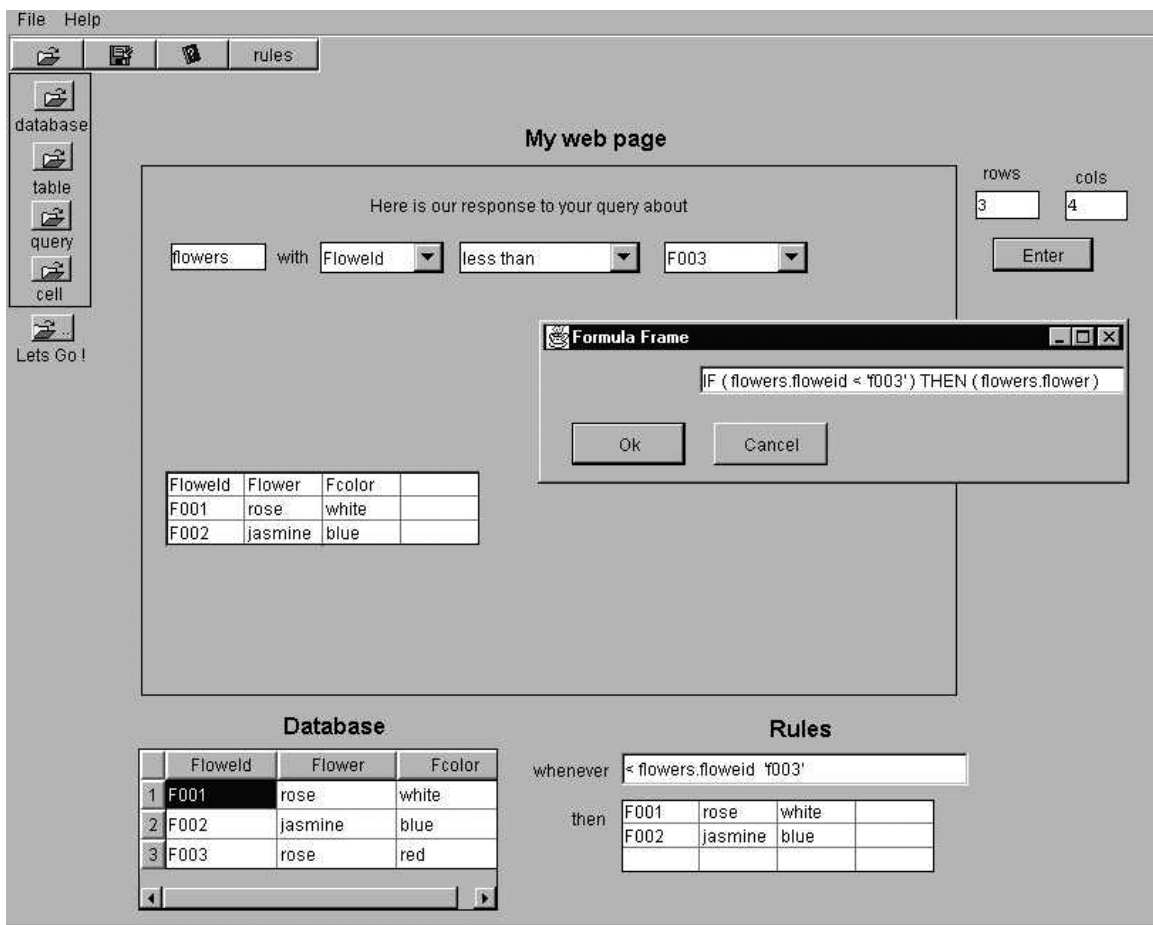 File Help
rules
database
table
query
cell
Lets Go !
My web page
rows cols
3 4
Enter
Here is our response to your query about
flowers with FloweId less than F003
Formula Frame
IF ( flowers.floweid < 'f003' ) THEN ( flowers.flower )
Ok Cancel
FloweId Flower Fcolor
F001 rose white
F002 jasmine blue
Database
FloweId Flower Fcolor
1 F001 rose white
2 F002 jasmine blue
3 F003 rose red
Rules
whenever < flowers.floweid 'f003'
then F001 rose white
F002 jasmine blue